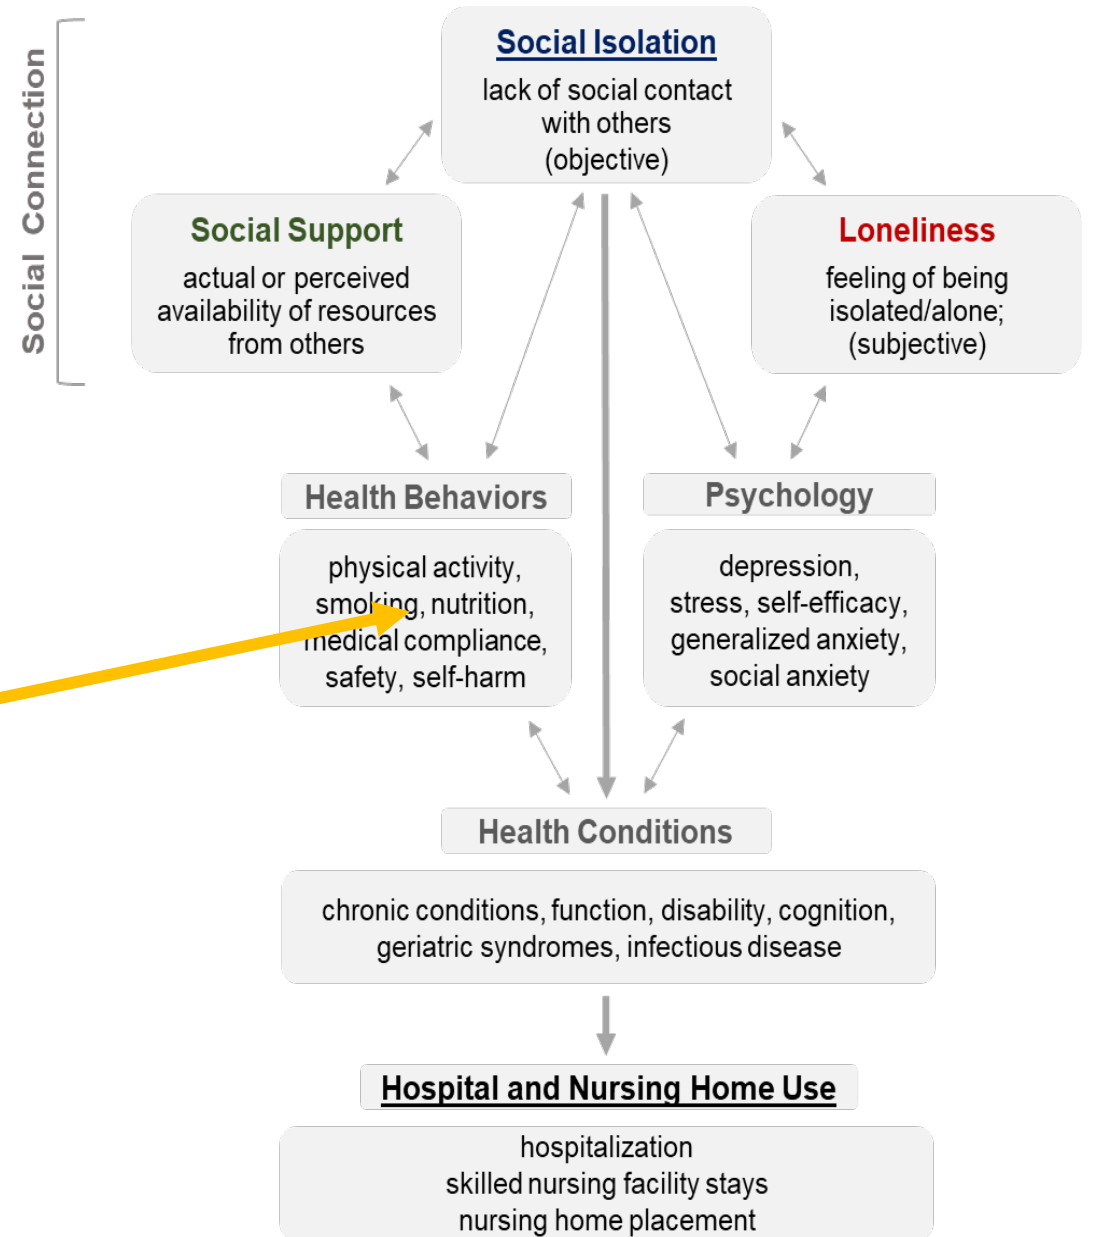 Social Connection
Social Isolation
lack of social contact
with others
(objective)
Social Support
actual or perceived
availability of resources
from others
Loneliness
feeling of being
isolated/alone;
(subjective)
Health Behaviors
physical activity,
smoking, nutrition,
medical compliance,
safety, self-harm
Psychology
depression,
stress, self-efficacy,
generalized anxiety,
social anxiety
Health Conditions
chronic conditions, function, disability, cognition,
geriatric syndromes, infectious disease
Hospital and Nursing Home Use
hospitalization
skilled nursing facility stays
nursing home placement